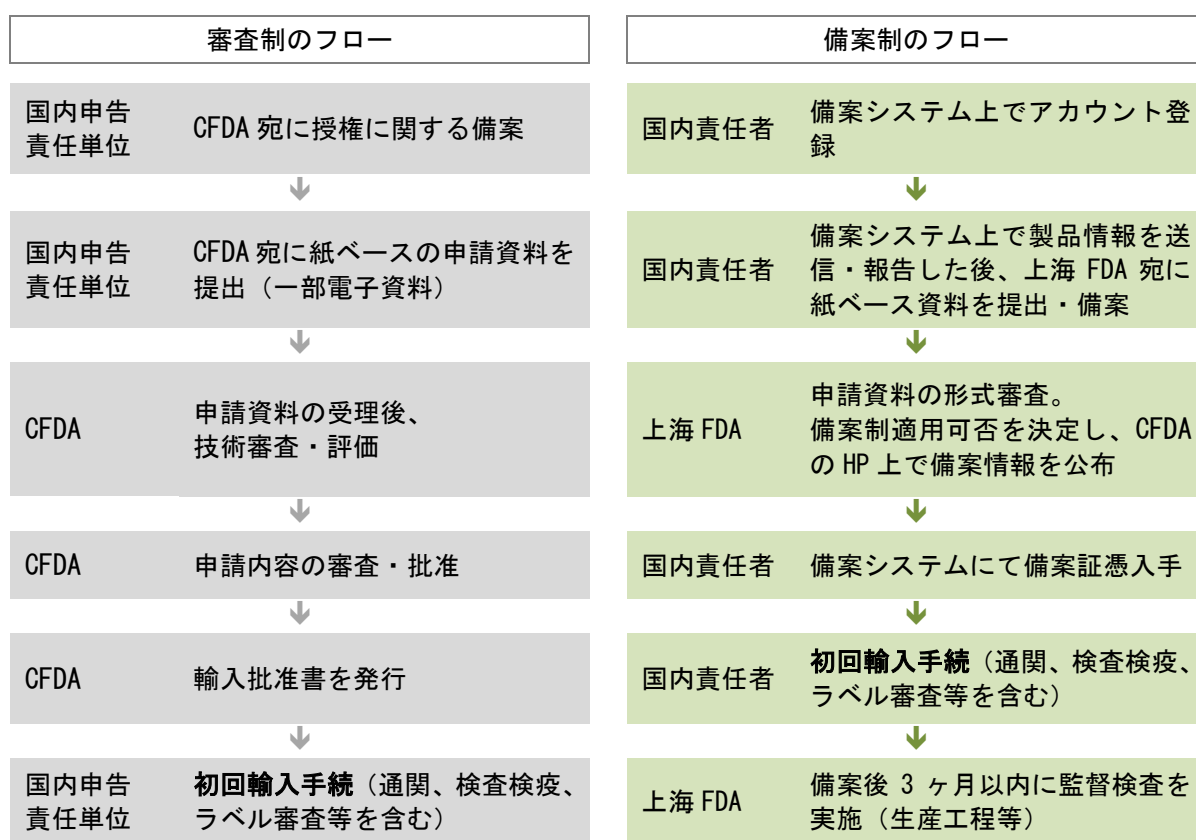 審査制のフロー
国内申告
責任単位
CFDA 宛に授権に関する備案
国内申告
責任単位
CFDA 宛に紙ベースの申請資料を
提出（一部電子資料）
CFDA
申請資料の受理後、
技術審査・評価
CFDA
申請内容の審査・批准
CFDA
輸入批准書を発行
国内申告
責任単位
初回輸入手続（通関、検査検疫、
ラベル審査等を含む）
備案制のフロー
国内責任者
備案システム上でアカウント登
録
国内責任者
備案システム上で製品情報を送
信・報告した後、上海 FDA 宛に
紙ベース資料を提出・備案
上海 FDA
申請資料の形式審査。
備案制適用可否を決定し、CFDA
の HP 上で備案情報を公布
国内責任者
備案システムにて備案証憑入手
国内責任者
初回輸入手続（通関、検査検疫、
ラベル審査等を含む）
上海 FDA
備案後 3 ヶ月以内に監督検査を
実施（生産工程等）